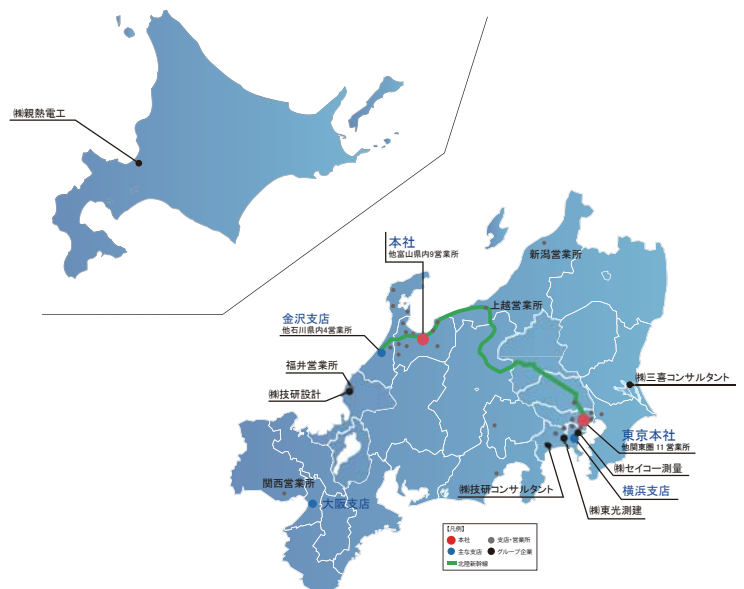 ㈱親熱電工
本社
他富山県内9営業所
新潟営業所
上越営業所
金沢支店
他石川県内4営業所
福井営業所
㈱技研設計
㈱三喜コンサルタント
東京本社
他関東圏 11 営業所
㈱セイコー測量
関西営業所
㈱技研コンサルタント
横浜支店
大阪支店
㈱東光測建
【凡例】
本社
支店・営業所
主な支店
グループ企業
北陸新幹線